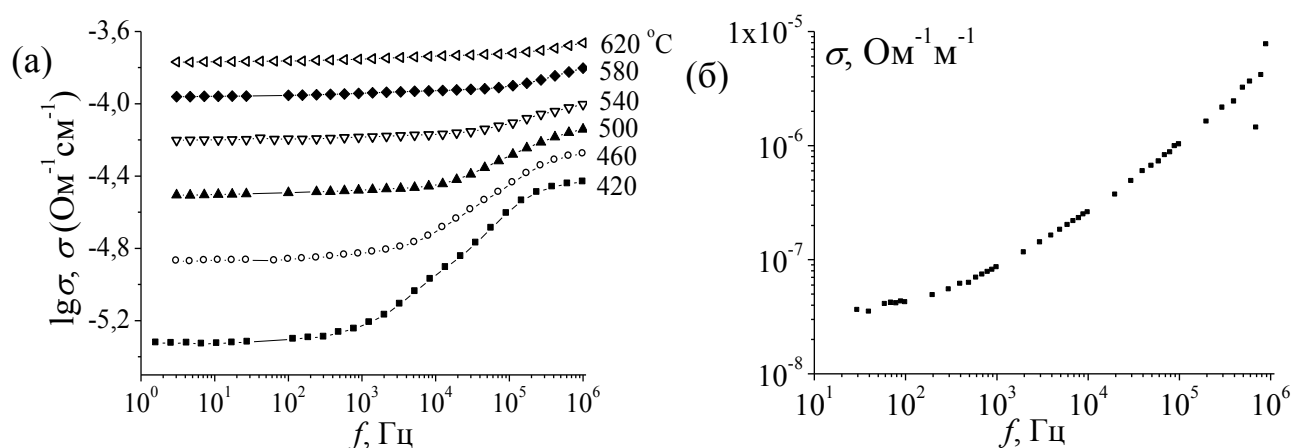 (а)
lgσ, σ (Ом⁻¹см⁻¹)
-3,6
-4,0
-4,4
-4,8
-5,2
620 °C
580
540
500
460
420
10⁰ 10¹ 10² 10³ 10⁴ 10⁵ 10⁶
f, Гц
(б)
σ, Ом⁻¹м⁻¹
1x10⁻⁵
10⁻⁶
10⁻⁷
10⁻⁸
10¹ 10² 10³ 10⁴ 10⁵ 10⁶
f, Гц